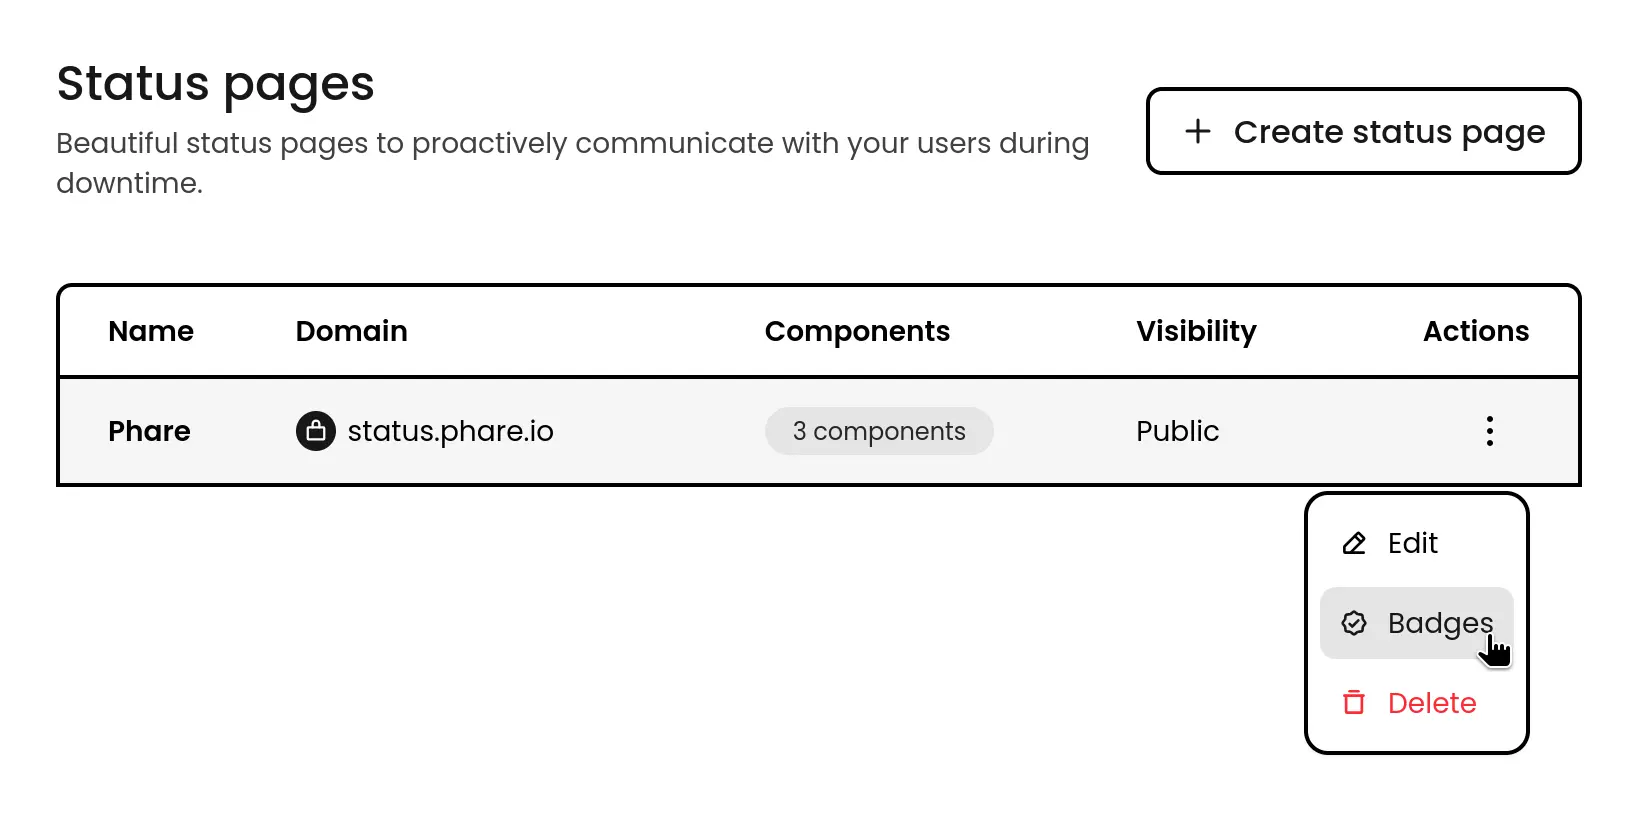 Status pages
Beautiful status pages to proactively communicate with your users during
downtime.
+ Create status page
Name Domain Components Visibility Actions
Phare status.phare.io 3 components Public
Edit
Badges
Delete